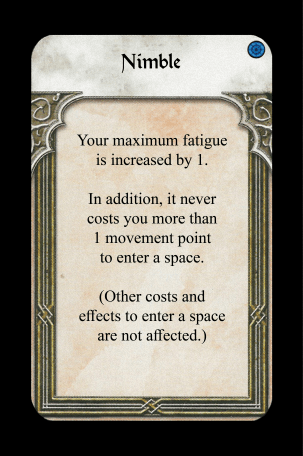 Nimble
Your maximum fatigue
is increased by 1.
In addition, it never
costs you more than
1 movement point
to enter a space.
(Other costs and
effects to enter a space
are not affected.)